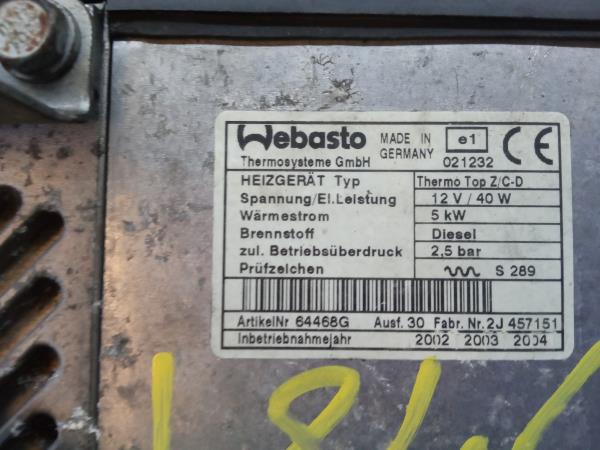 Webasto
Thermosysteme GmbH
MADE IN
GERMANY
e1
021232
CE
HEIZGERÄT Typ Thermo Top Z/C-D
Spannung/El.Leistung 12 V / 40 W
Wärmestrom 5 kW
Brennstoff Diesel
zul. Betriebsüberdruck 2,5 bar
Prüfzeichen S 289
ArtikelNr 64468G Ausf. 30 Fabr. Nr. 2J 457151
Inbetriebnahmejahr 2002 2003 2004